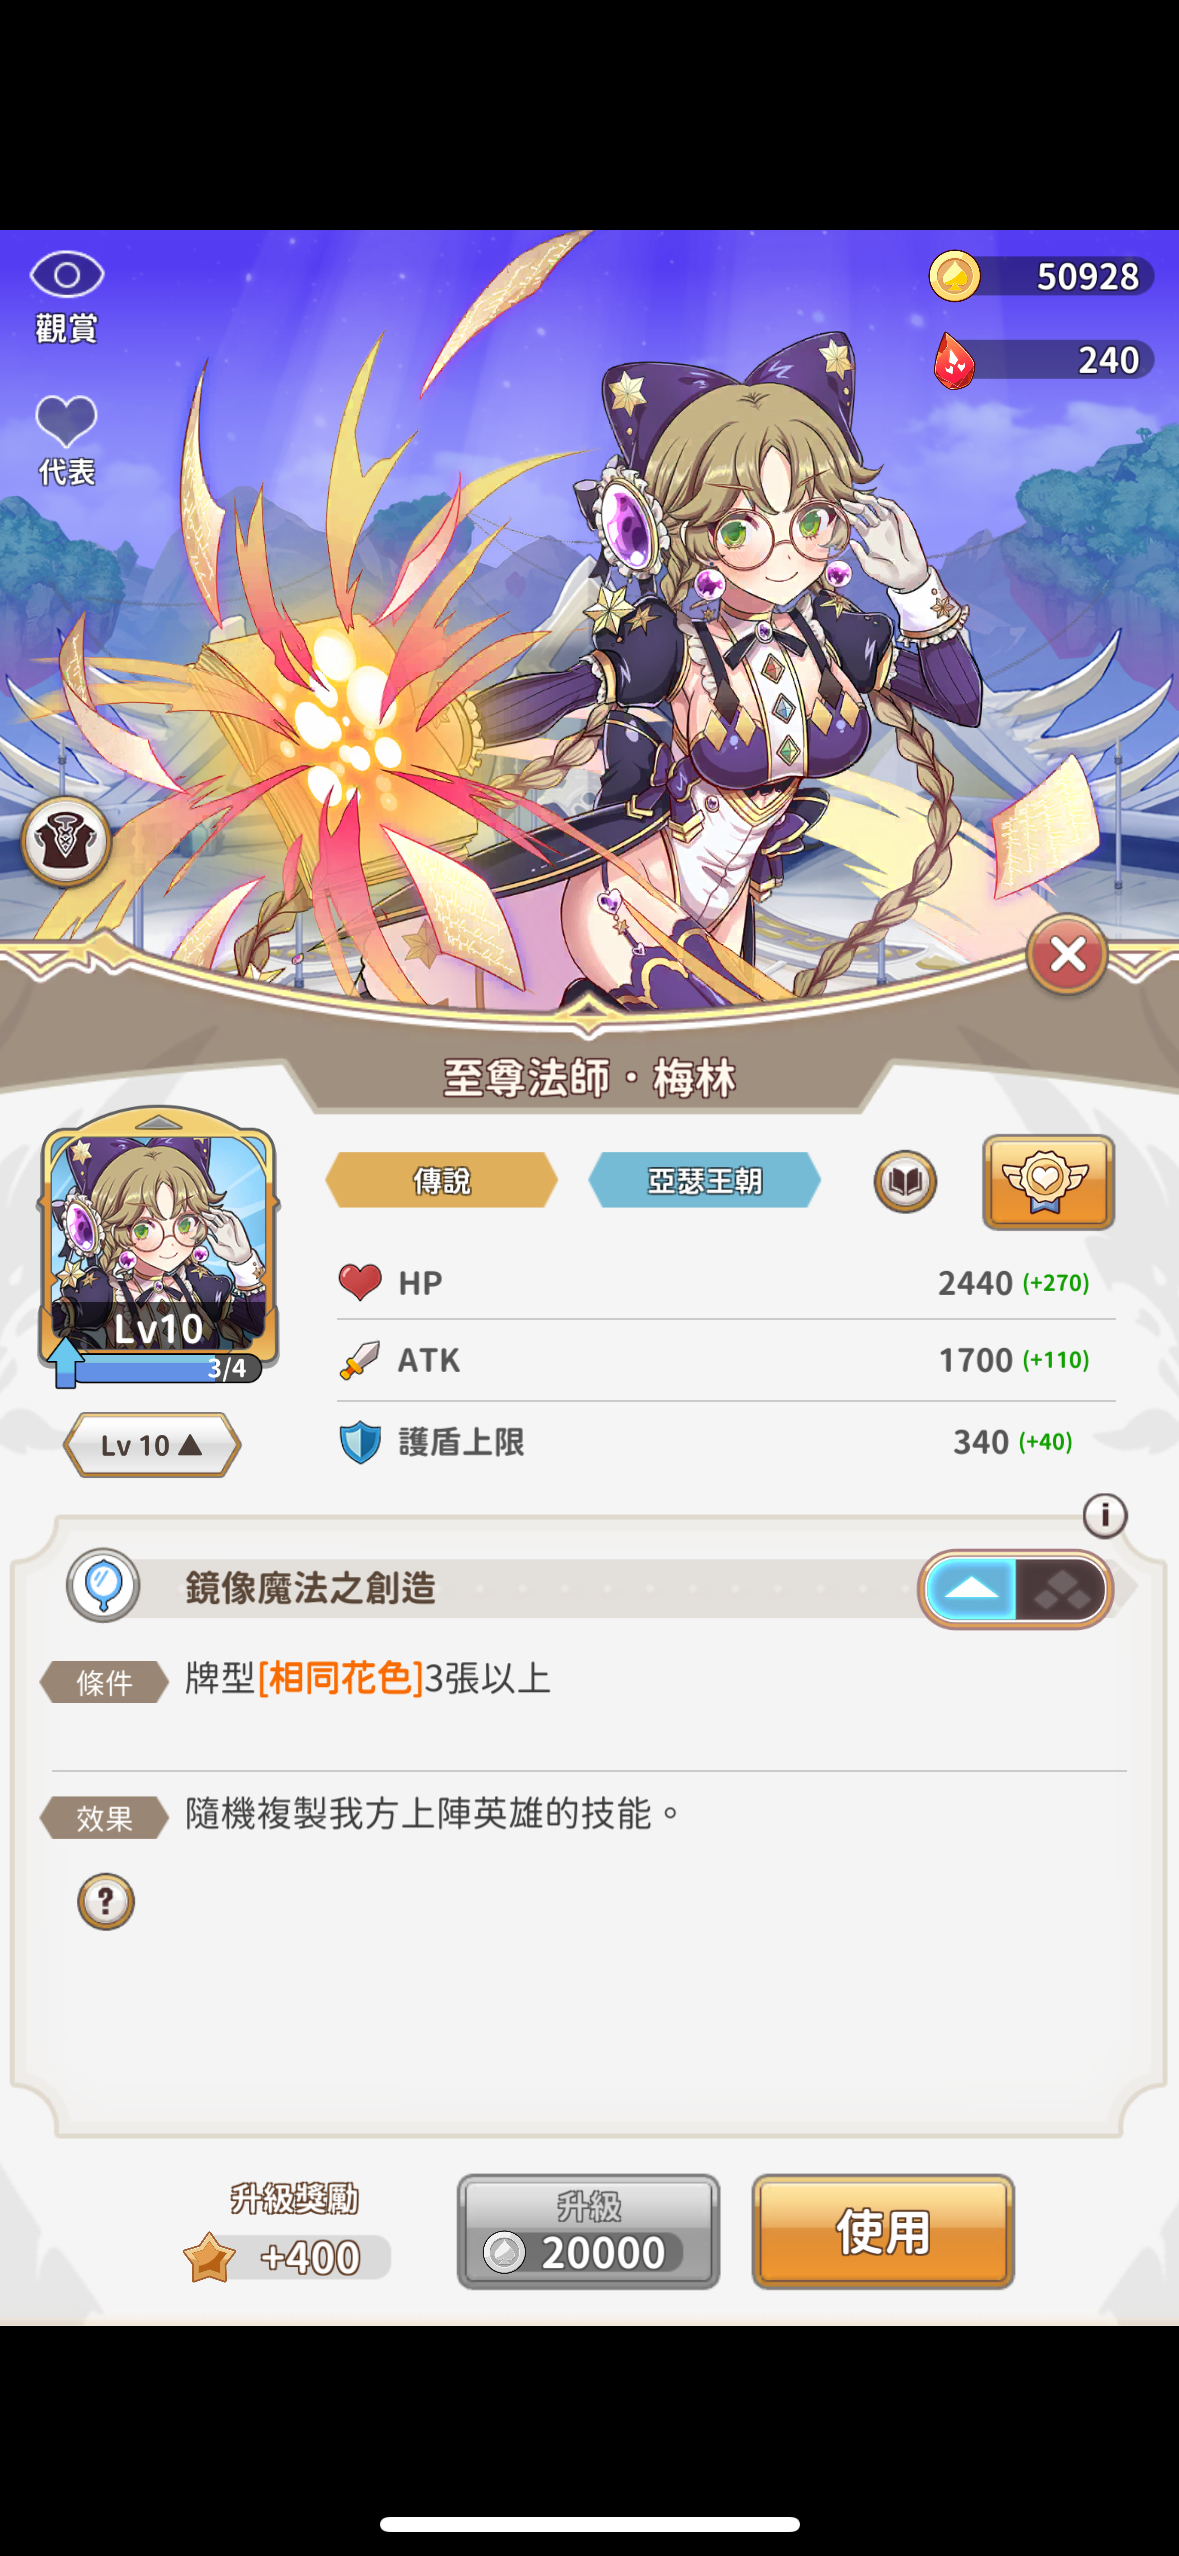 觀賞
50928
代表
240
至尊法師·梅林
傳說
亞瑟王朝
HP
2440 (+270)
Lv10
3/4
ATK
1700 (+110)
Lv 10 ▲
護盾上限
340 (+40)
i
鏡像魔法之創造
條件
牌型[相同花色]3張以上
效果
隨機複製我方上陣英雄的技能。
?
升級獎勵
+400
升級
20000
使用